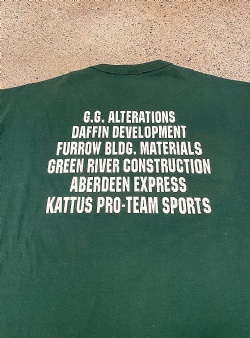 G.G. ALTERATIONS
DAFFIN DEVELOPMENT
FURROW BLDG. MATERIALS
GREEN RIVER CONSTRUCTION
ABERDEEN EXPRESS
KATTUS PRO-TEAM SPORTS